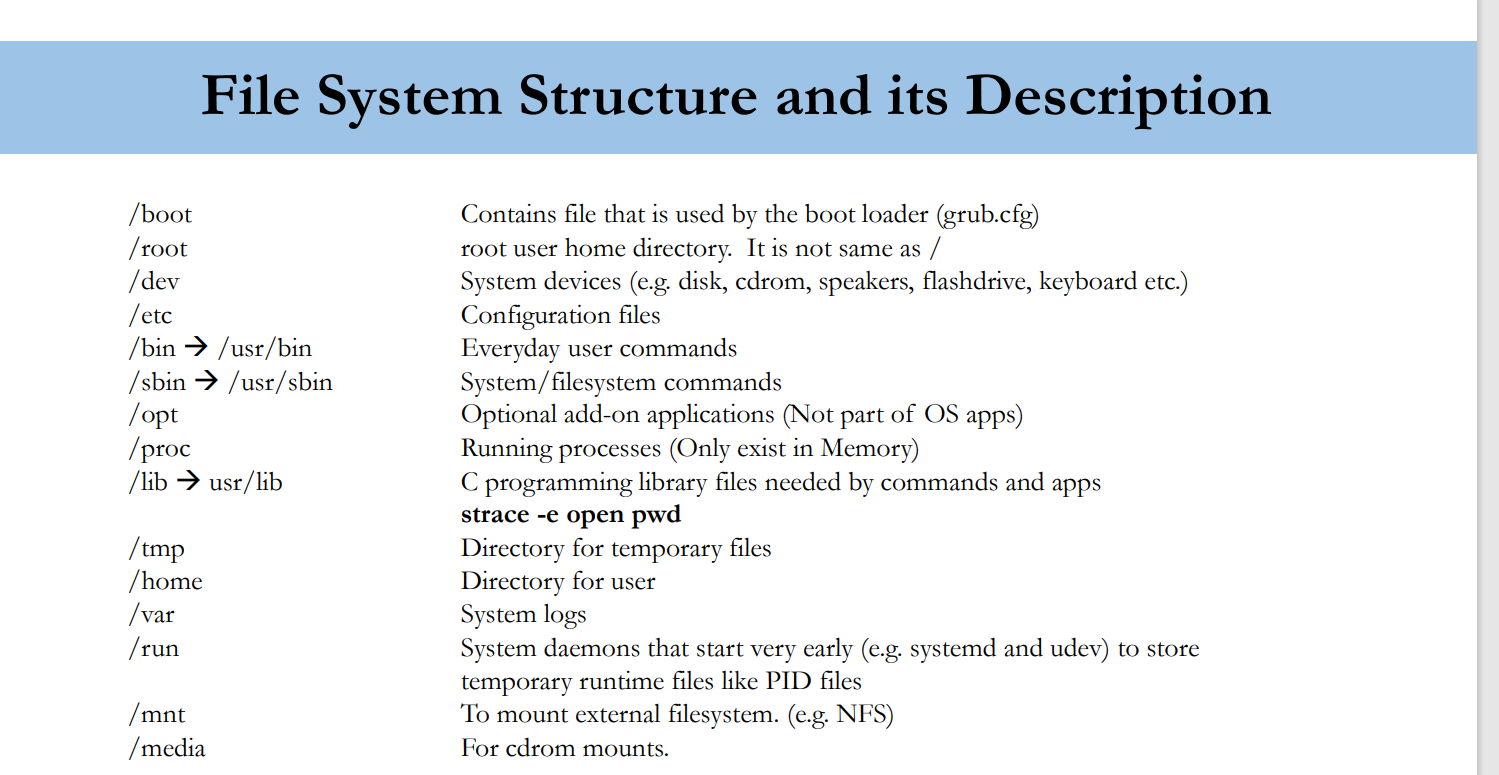 File System Structure and its Description
/boot Contains file that is used by the boot loader (grub.cfg)
/root root user home directory. It is not same as /
/dev System devices (e.g. disk, cdrom, speakers, flashdrive, keyboard etc.)
/etc Configuration files
/bin → /usr/bin Everyday user commands
/sbin → /usr/sbin System/filesystem commands
/opt Optional add-on applications (Not part of OS apps)
/proc Running processes (Only exist in Memory)
/lib → usr/lib C programming library files needed by commands and apps
strace -e open pwd
/tmp Directory for temporary files
/home Directory for user
/var System logs
/run System daemons that start very early (e.g. systemd and udev) to store
temporary runtime files like PID files
/mnt To mount external filesystem. (e.g. NFS)
/media For cdrom mounts.